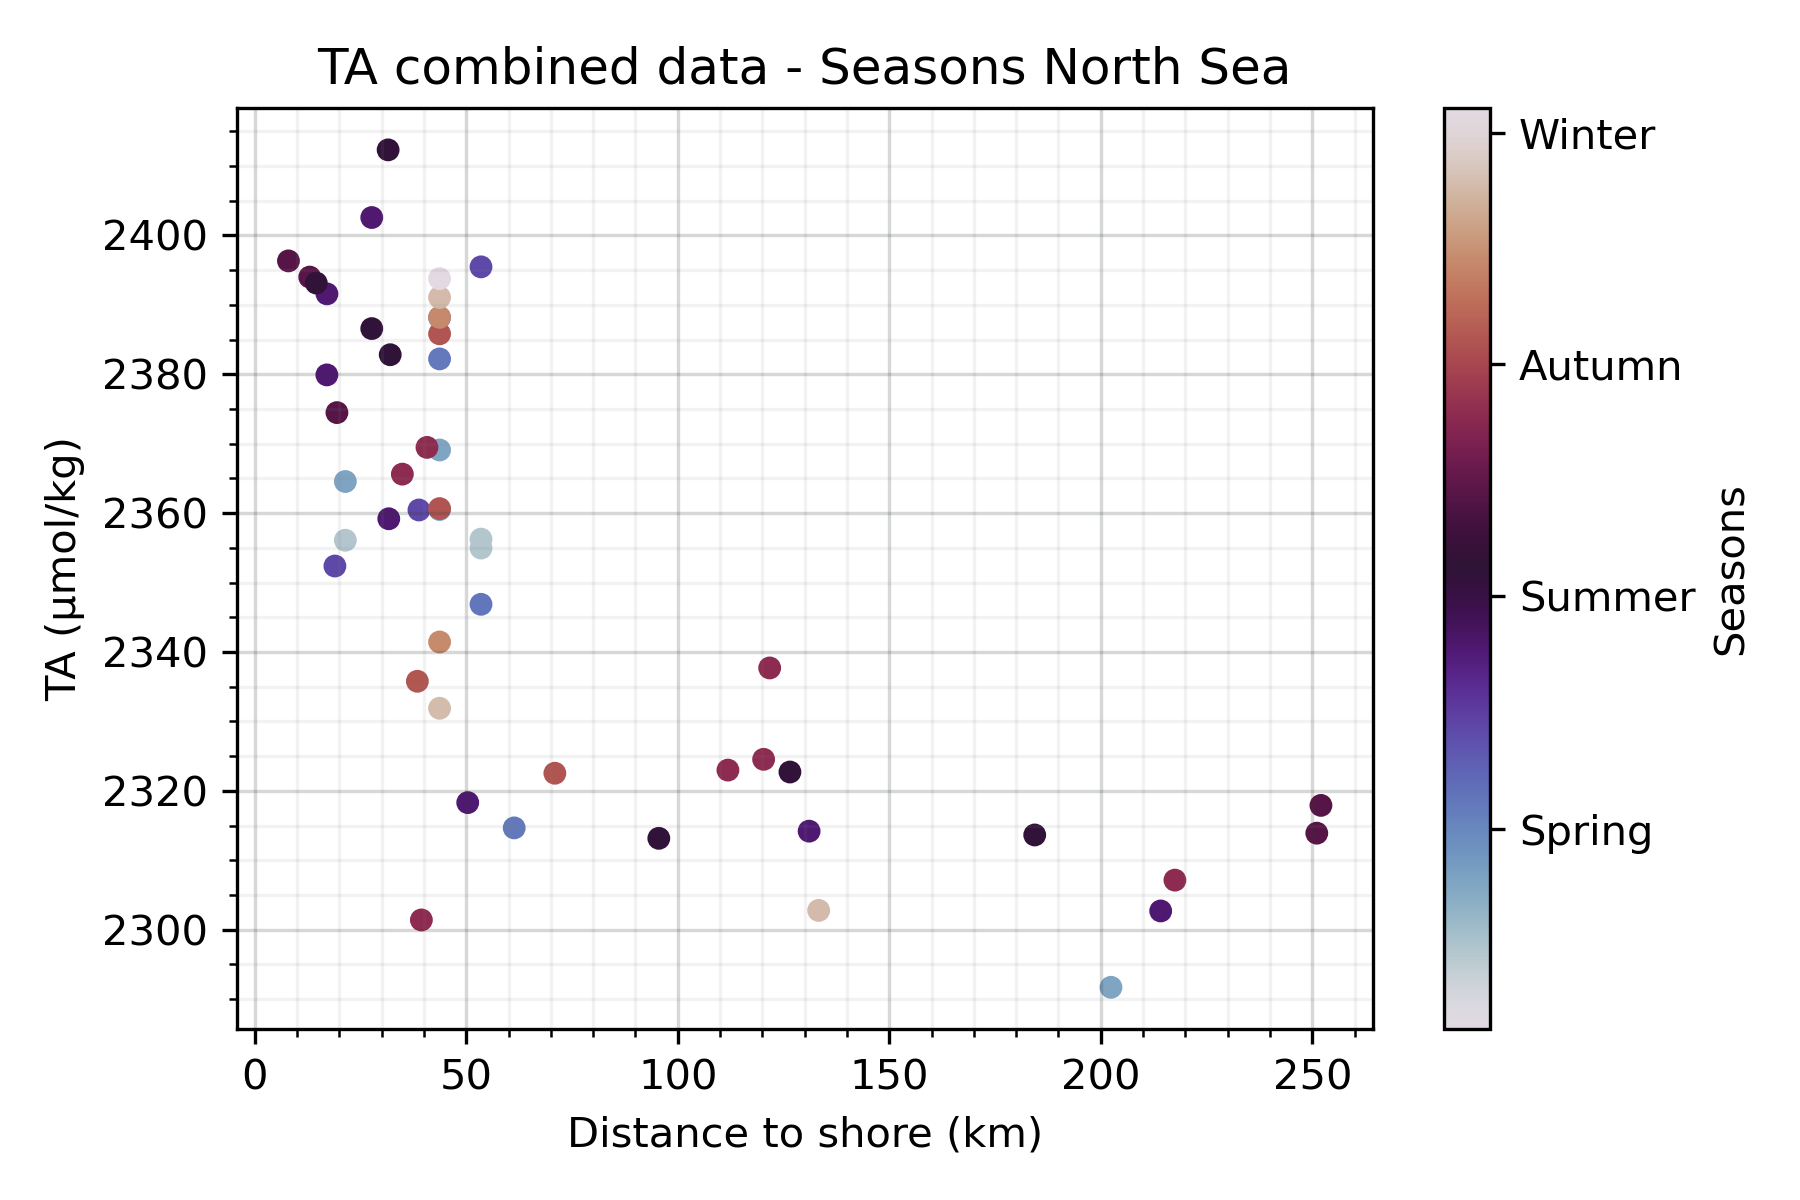 TA combined data - Seasons North Sea
2400
2380
2360
2340
2320
2300
TA (μmol/kg)
0 50 100 150 200 250
Distance to shore (km)
Winter
Autumn
Summer
Spring
Seasons